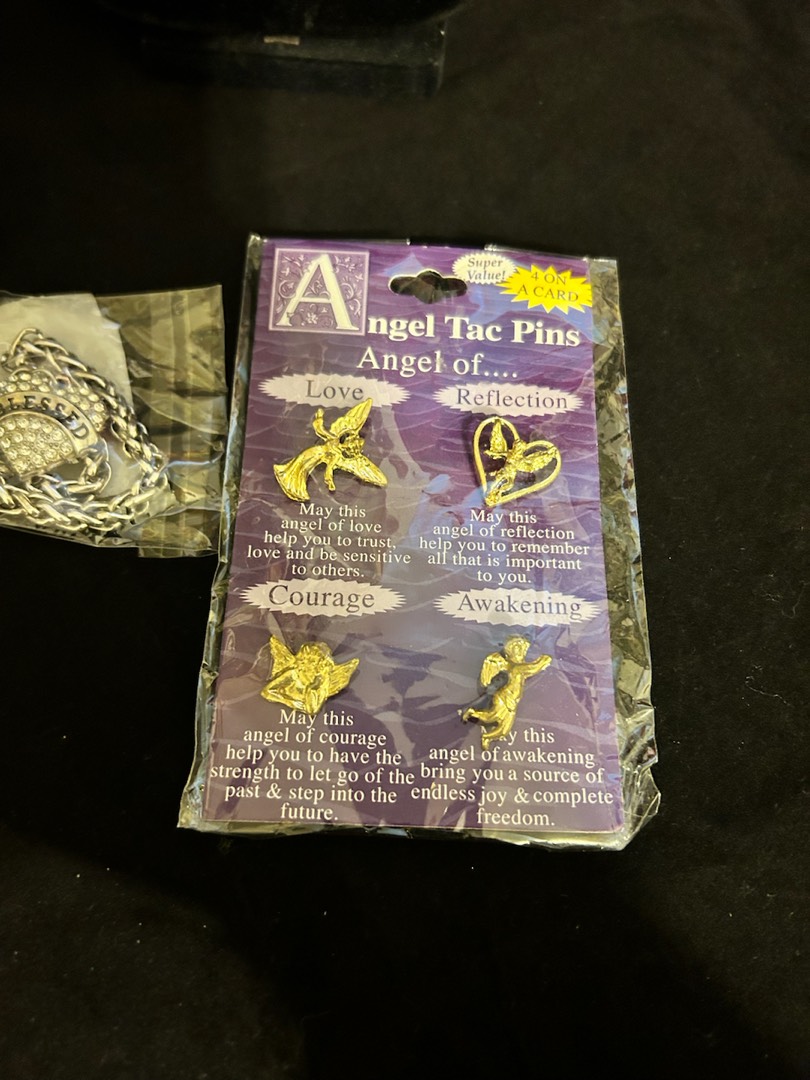 Super
Value!
4 ON
A CARD
Angel Tac Pins
Angel of....
Love
May this
angel of love
help you to trust,
love and be sensitive
to others.
Reflection
May this
angel of reflection
help you to remember
all that is important
to you.
Courage
May this
angel of courage
help you to have the
strength to let go of the
past & step into the
future.
Awakening
ay this
angel of awakening
bring you a source of
endless joy & complete
freedom.
LESSED